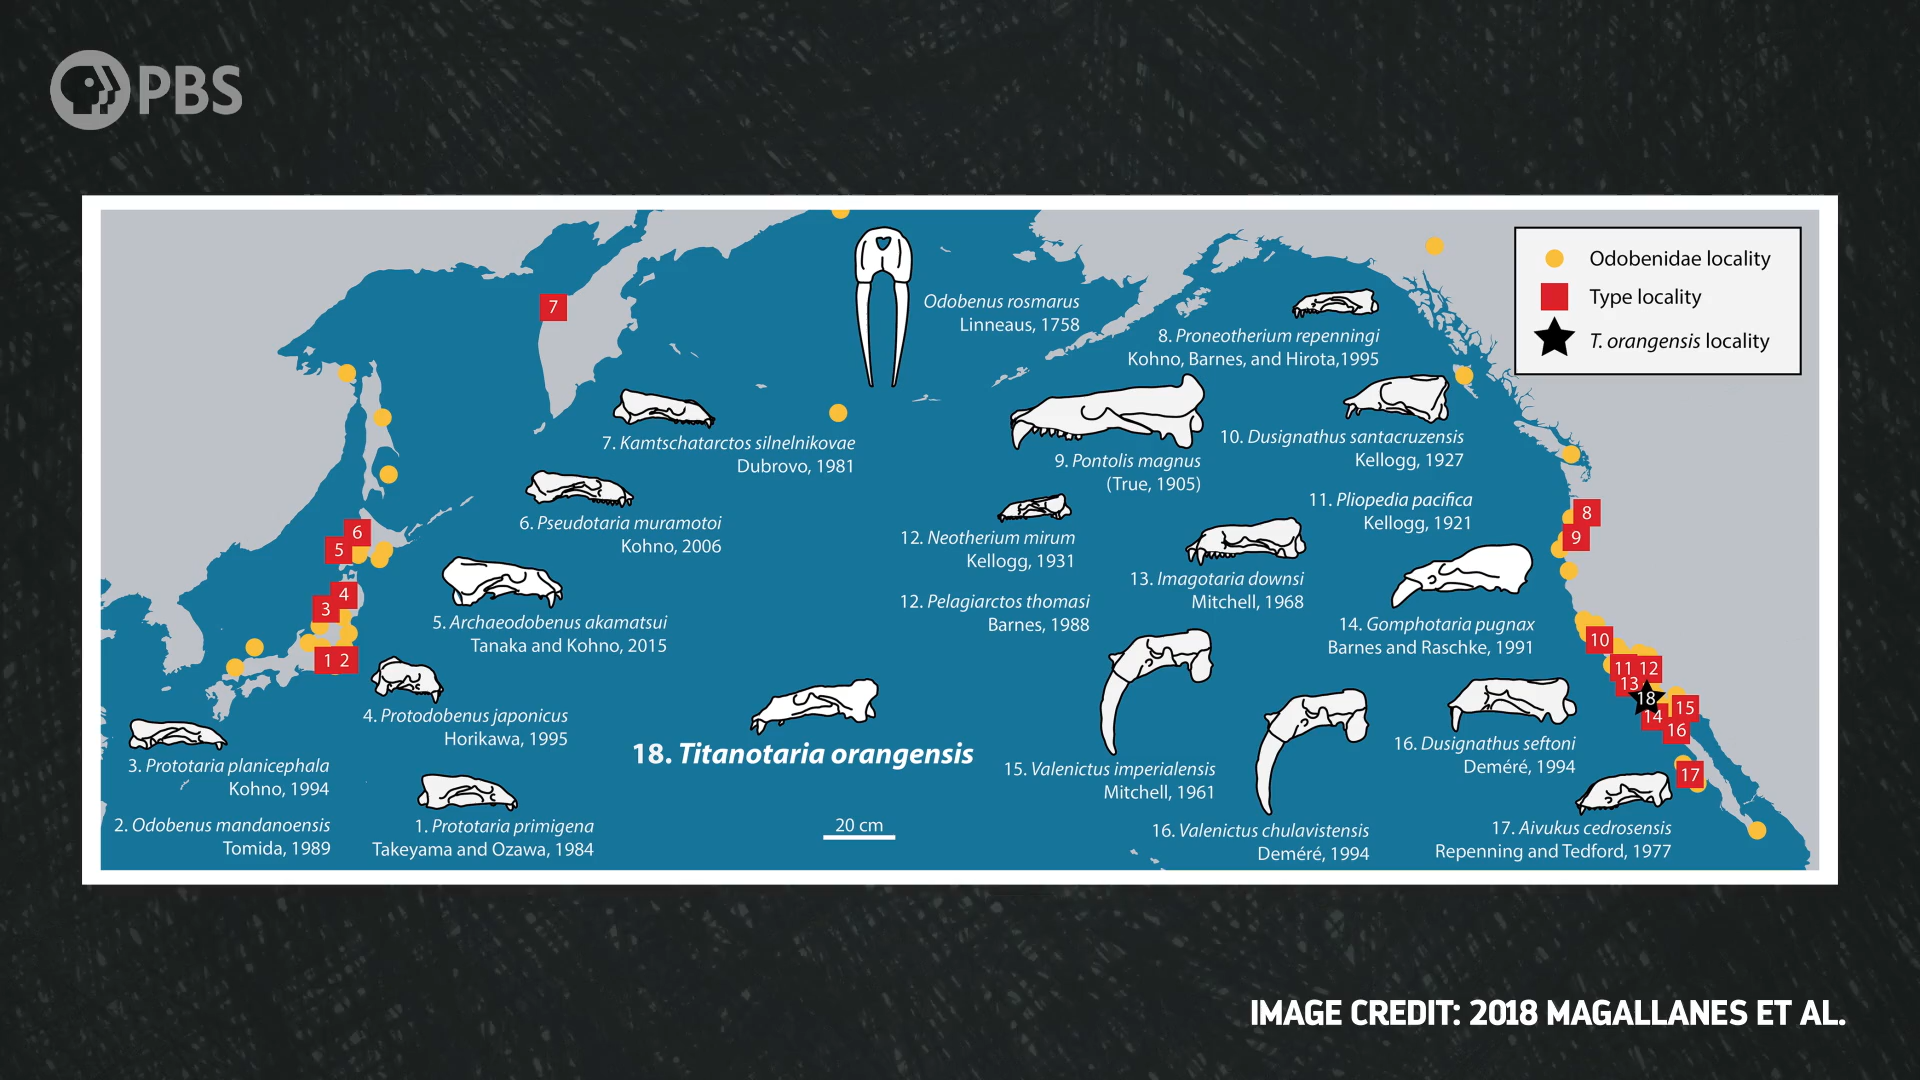 PBS
Odobenidae locality
Type locality
T. orangensis locality
Odobenus rosmarus
Linneaus, 1758
8. Proneotherium repenningi
Kohno, Barnes, and Hirota,1995
7. Kamtschatarctos silnelnikovae
Dubrovo, 1981
10. Dusignathus santacruzensis
Kellogg, 1927
9. Pontolis magnus
(True, 1905)
6. Pseudotaria muramotoi
Kohno, 2006
11. Pliopedia pacifica
Kellogg, 1921
12. Neotherium mirum
Kellogg, 1931
13. Imagotaria downsi
Mitchell, 1968
12. Pelagiarctos thomasi
Barnes, 1988
5. Archaeodobenus akamatsui
Tanaka and Kohno, 2015
14. Gomphotaria pugnax
Barnes and Raschke, 1991
4. Protodobenus japonicus
Horikawa, 1995
18. Titanotaria orangensis
3. Prototaria planicephala
Kohno, 1994
15. Valenictus imperialensis
Mitchell, 1961
16. Dusignathus seftoni
Deméré, 1994
2. Odobenus mandanoensis
Tomida, 1989
1. Prototaria primigena
Takeyama and Ozawa, 1984
20 cm
16. Valenictus chulavistensis
Deméré, 1994
17. Aivukus cedrosensis
Repenning and Tedford, 1977
7
6
5
4
3
1 2
8
9
10
11 12
13
18
14
15
16
17
IMAGE CREDIT: 2018 MAGALLANES ET AL.